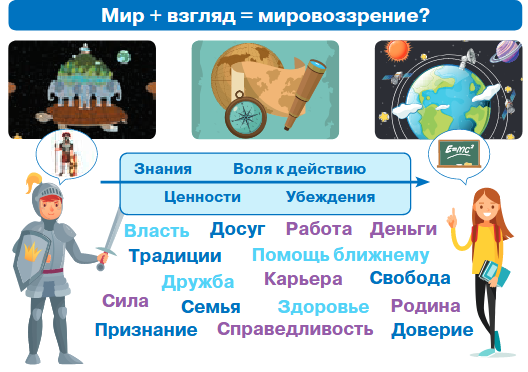 Мир + взгляд = мировоззрение?
E=mc²
Знания Воля к действию
Ценности Убеждения
Власть Досуг Работа Деньги
Традиции Помощь ближнему
Дружба Карьера Свобода
Сила Семья Здоровье Родина
Признание Справедливость Доверие